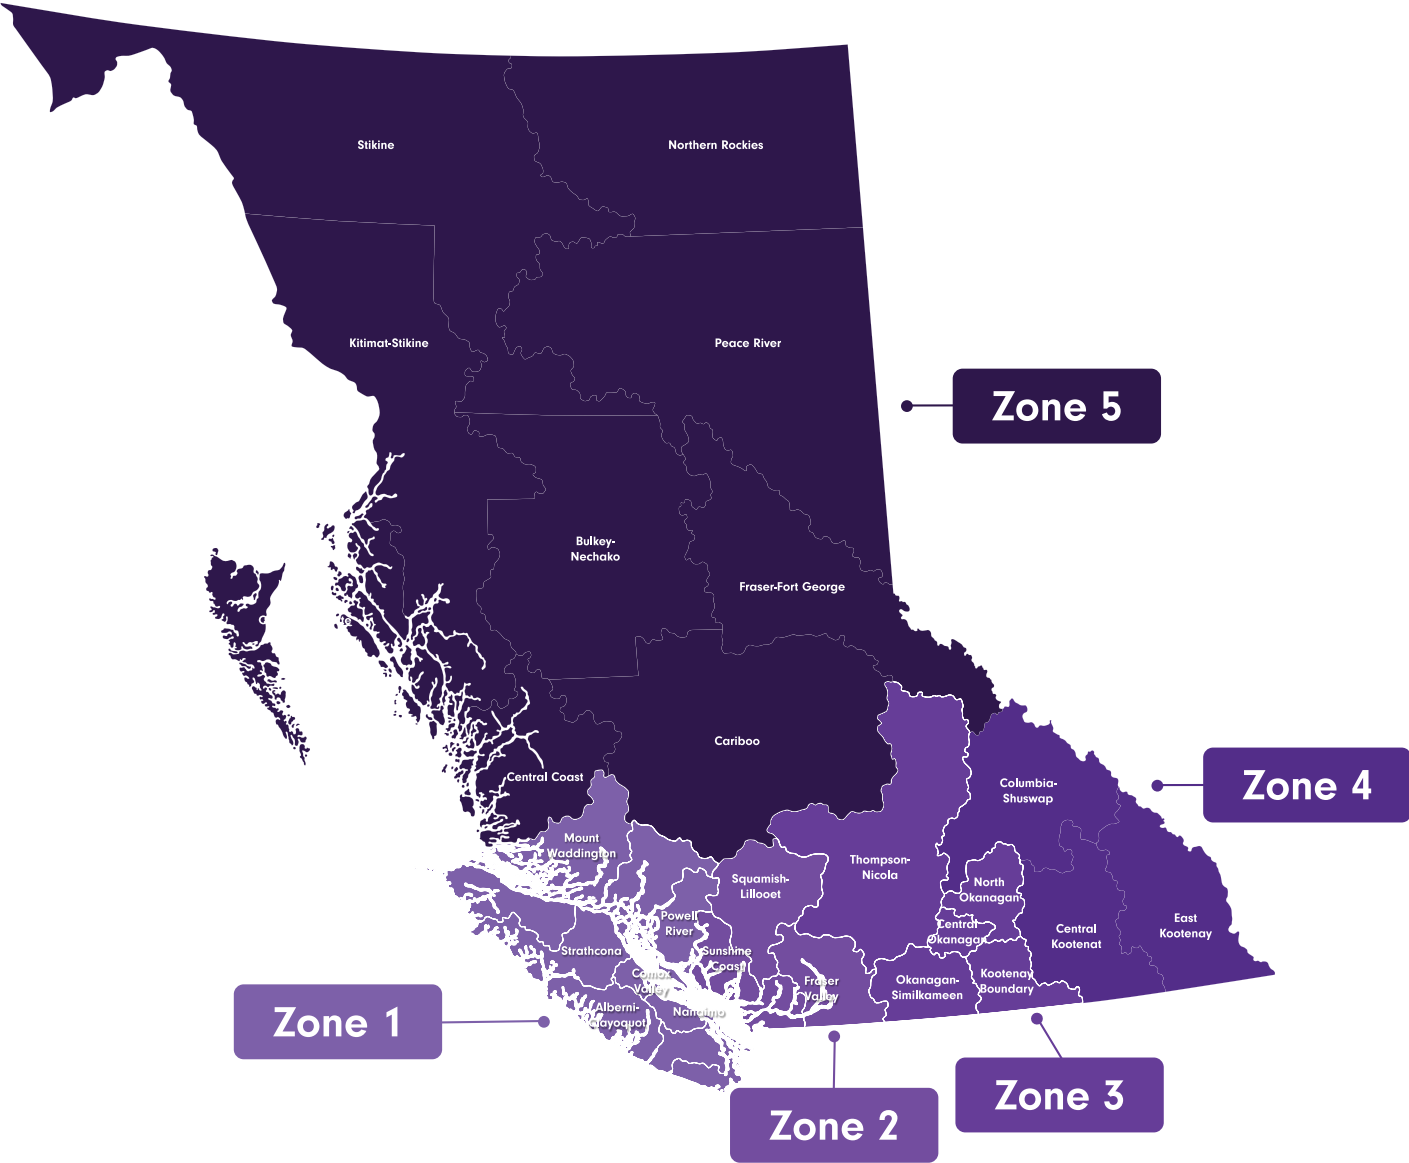 Stikine
Northern Rockies
Kitimat-Stikine
Peace River
Zone 5
Bulkey-
Nechako
Fraser-Fort George
Cariboo
Central Coast
Columbia-
Shuswap
Zone 4
Mount
Waddington
Thompson-
Nicola
Squamish-
Lillooet
North
Okanagan
Powell
River
East
Kootenay
Central
Okanagan
Central
Kootenat
Strathcona
Sunshine
Coast
Comox
Valley
Fraser
Valley
Okanagan-
Similkameen
Kootenay
Boundary
Alberni-
Clayoquot
Nanaimo
Zone 1
Zone 3
Zone 2